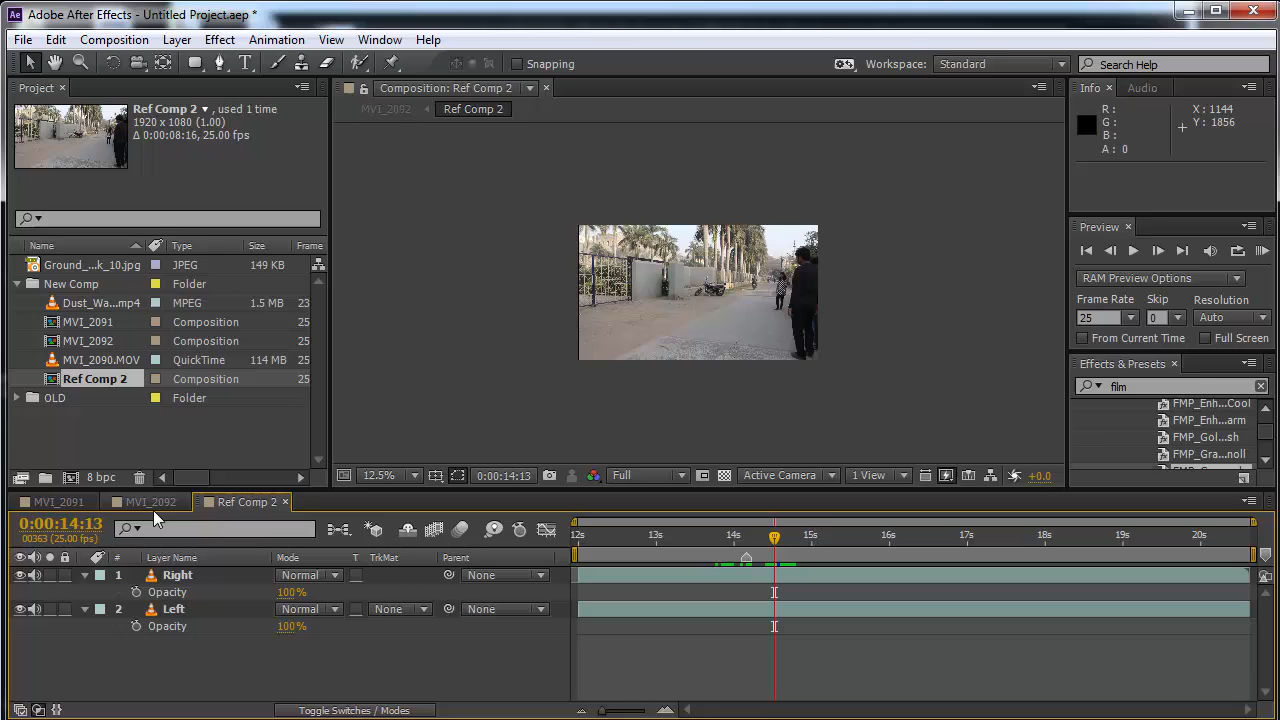 Adobe After Effects - Untitled Project.aep *
File Edit Composition Layer Effect Animation View Window Help
Snapping
Workspace: Standard
Search Help
Project ×
Ref Comp 2 ▼, used 1 time
1920 x 1080 (1.00)
Δ 0:00:08:16, 25.00 fps
Composition: Ref Comp 2
MVI_2092 Ref Comp 2
Info × Audio
R :
G :
B :
A : 0
X : 1144
Y : 1856
Name Type Size Frame
Ground_...k_10.jpg JPEG 149 KB
New Comp Folder
Dust_Wa...mp4 MPEG 1.5 MB 23
MVI_2091 Composition 25
MVI_2092 Composition 25
MVI_2090.MOV QuickTime 114 MB 25
Ref Comp 2 Composition 25
OLD Folder
8 bpc
Preview ×
RAM Preview Options
Frame Rate Skip Resolution
25 0 Auto
From Current Time Full Screen
Effects & Presets ×
film
FMP_Enh...Cool
FMP_Enh...arm
FMP_Gol...sh
FMP_Gra...noll
12.5% 0:00:14:13 Full Active Camera 1 View +0.0
MVI_2091 MVI_2092 Ref Comp 2 ×
0:00:14:13
00363 (25.00 fps)
12s 13s 14s 15s 16s 17s 18s 19s 20s
# Layer Name Mode T TrkMat Parent
1 Right Normal None
Opacity 100%
2 Left Normal None None
Opacity 100%
Toggle Switches / Modes